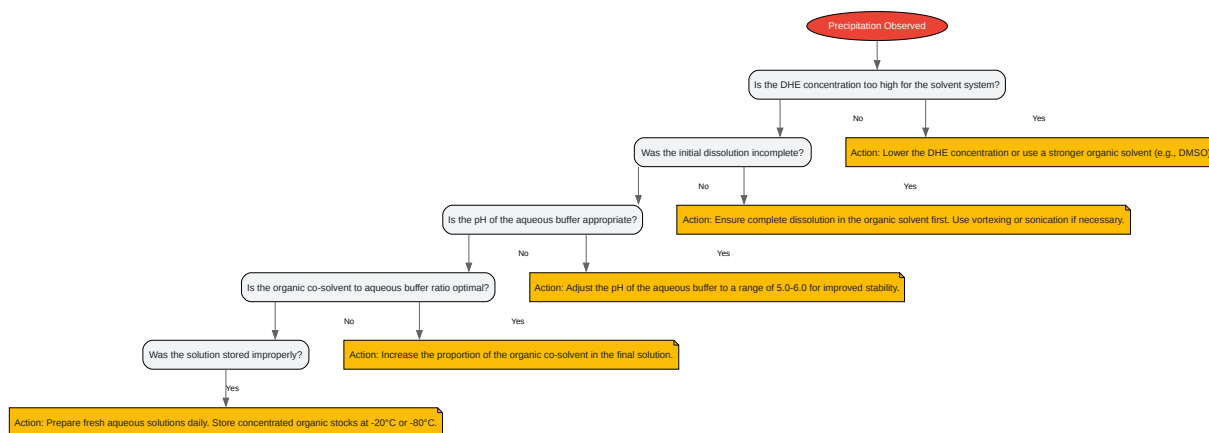 Precipitation Observed
Is the DHE concentration too high for the solvent system?
No
Yes
Was the initial dissolution incomplete?
Action: Lower the DHE concentration or use a stronger organic solvent (e.g., DMSO)
No
Yes
Is the pH of the aqueous buffer appropriate?
Action: Ensure complete dissolution in the organic solvent first. Use vortexing or sonication if necessary.
No
Yes
Is the organic co-solvent to aqueous buffer ratio optimal?
Action: Adjust the pH of the aqueous buffer to a range of 5.0-6.0 for improved stability.
No
Yes
Was the solution stored improperly?
Action: Increase the proportion of the organic co-solvent in the final solution.
Yes
Action: Prepare fresh aqueous solutions daily. Store concentrated organic stocks at -20°C or -80°C.